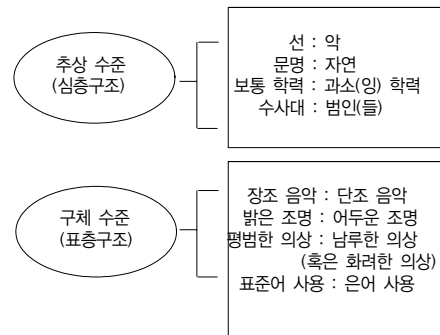 추상 수준
(심층구조)
선 : 악
문명 : 자연
보통 학력 : 과소(잉) 학력
수사대 : 범인(들)
구체 수준
(표층구조)
장조 음악 : 단조 음악
밝은 조명 : 어두운 조명
평범한 의상 : 남루한 의상
(혹은 화려한 의상)
표준어 사용 : 은어 사용